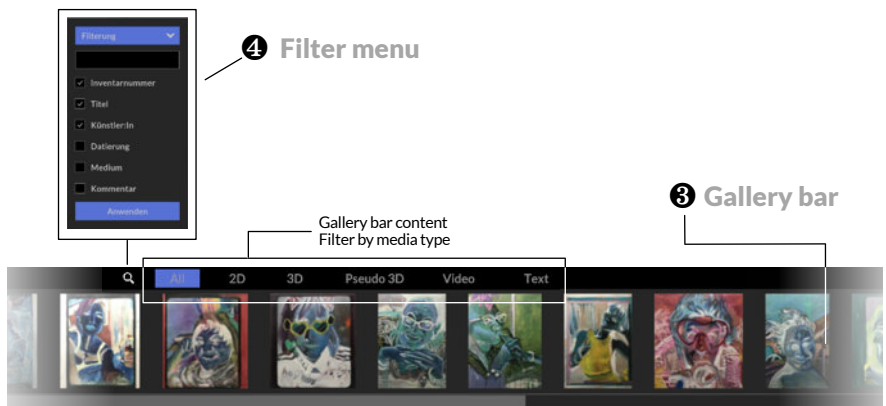 Filterung
❹ Filter menu
Inventarnummer
Titel
Künstler:In
Datierung
Medium
Kommentar
Anwenden
❸ Gallery bar
Gallery bar content
Filter by media type
All 2D 3D Pseudo 3D Video Text